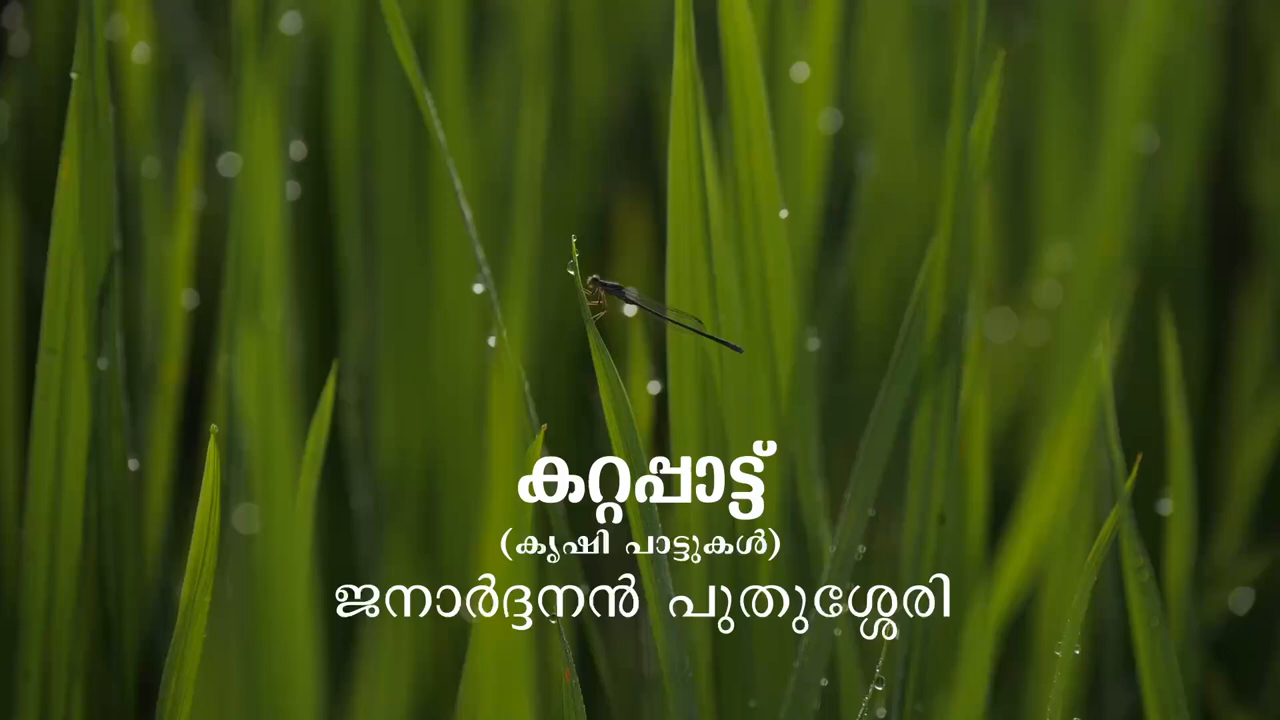 കറ്റപ്പാട്ട്
(കൃഷി പാട്ടുകൾ)
ജനാർദ്ദനൻ പുതുശ്ശേരി